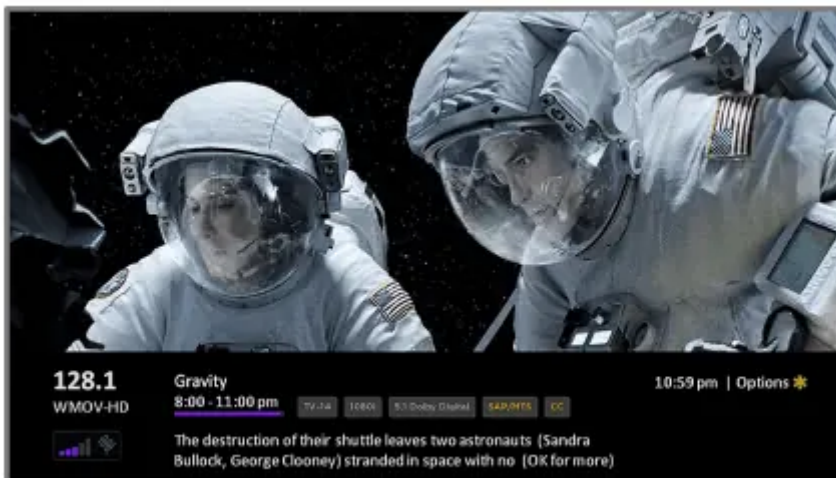 128.1
WMOV-HD
Gravity
8:00 - 11:00 pm TV-14 1080i 5.1 Dolby Digital SAP/MTS CC
10:59 pm | Options ✱
The destruction of their shuttle leaves two astronauts (Sandra
Bullock, George Clooney) stranded in space with no (OK for more)